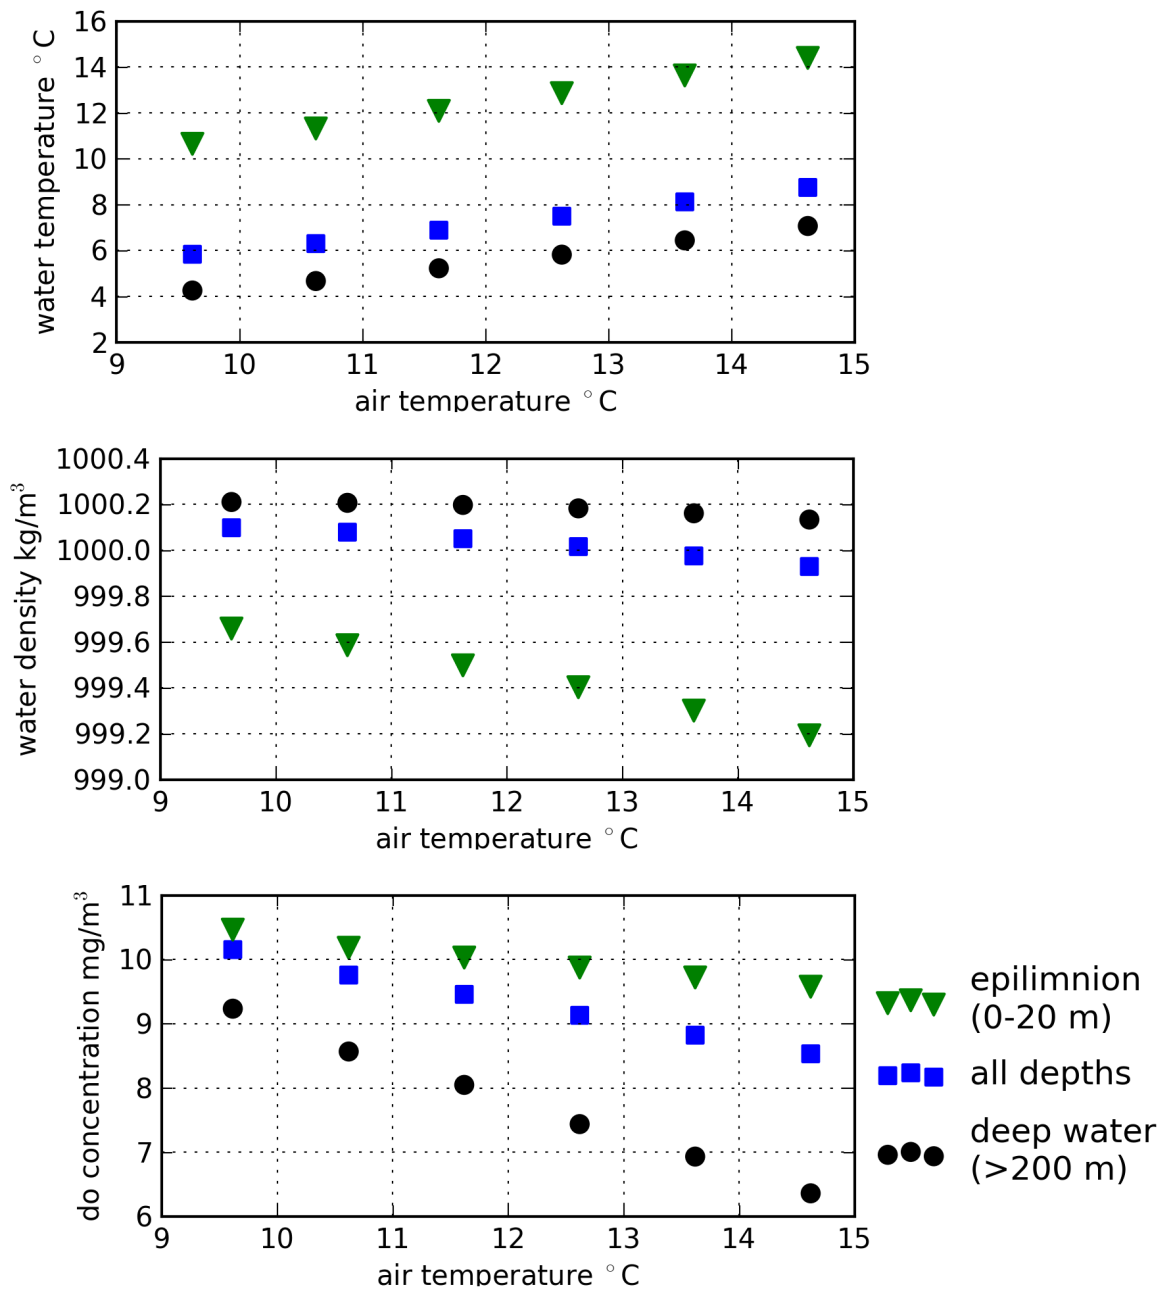 16
14
12
10
8
6
4
2
water temperature °C
9 10 11 12 13 14 15
air temperature °C
1000.4
1000.2
1000.0
999.8
999.6
999.4
999.2
999.0
water density kg/m³
9 10 11 12 13 14 15
air temperature °C
11
10
9
8
7
6
do concentration mg/m³
9 10 11 12 13 14 15
air temperature °C
epilimnion
(0-20 m)
all depths
deep water
(>200 m)